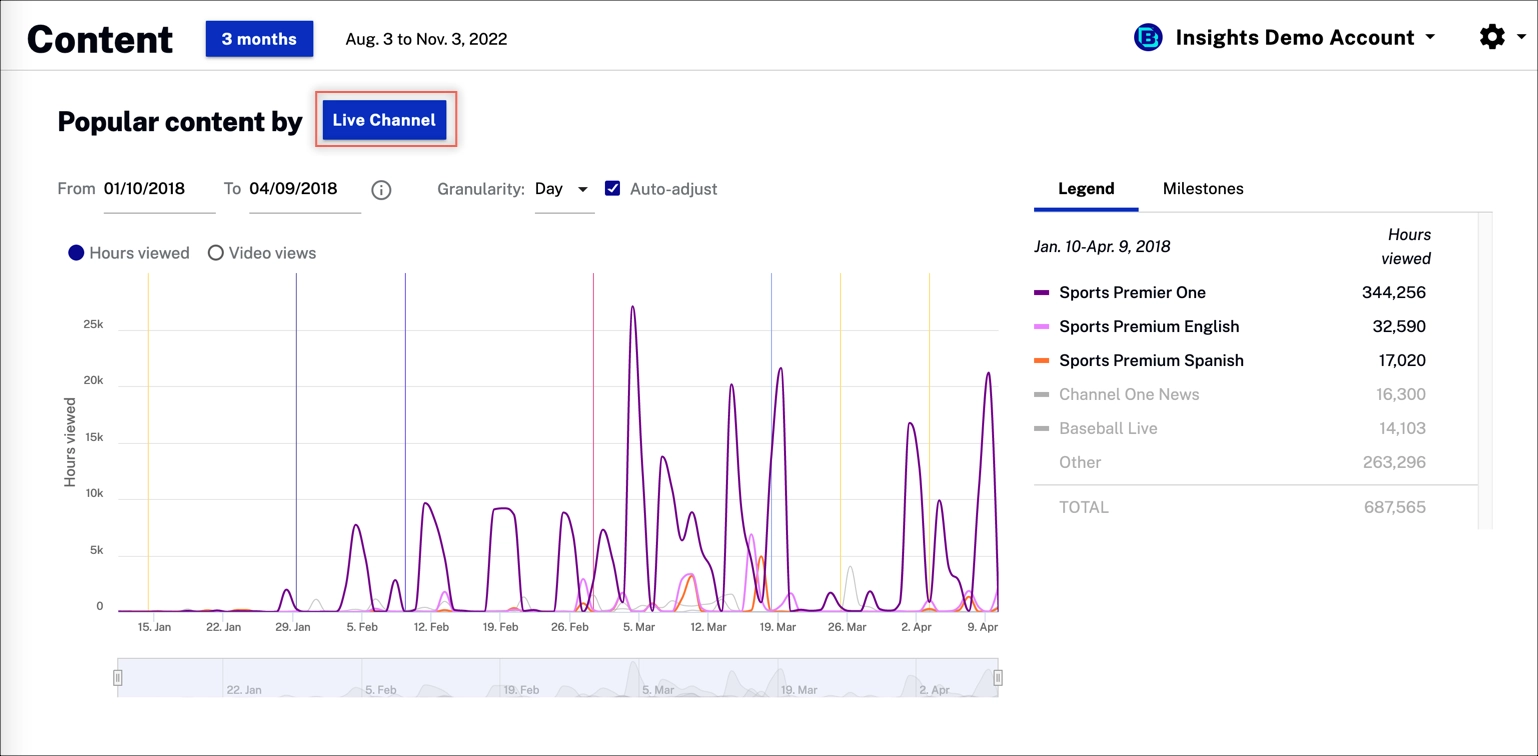 Content 3 months Aug. 3 to Nov. 3, 2022 Insights Demo Account
Popular content by Live Channel
From 01/10/2018 To 04/09/2018 Granularity: Day Auto-adjust
Legend Milestones
Hours viewed Video views
Jan. 10-Apr. 9, 2018 Hours
viewed
Sports Premier One 344,256
Sports Premium English 32,590
Sports Premium Spanish 17,020
Channel One News 16,300
Baseball Live 14,103
Other 263,296
TOTAL 687,565
Hours viewed
25k
20k
15k
10k
5k
0
15. Jan 22. Jan 29. Jan 5. Feb 12. Feb 19. Feb 26. Feb 5. Mar 12. Mar 19. Mar 26. Mar 2. Apr 9. Apr
22. Jan 5. Feb 19. Feb 5. Mar 19. Mar 2. Apr